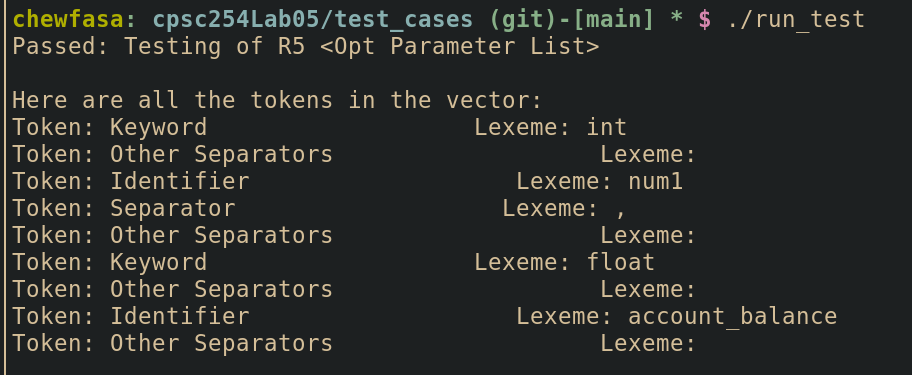 chewfasa: cpsc254Lab05/test_cases (git)-[main] * $ ./run_test
Passed: Testing of R5 <Opt Parameter List>
Here are all the tokens in the vector:
Token: Keyword                   Lexeme: int
Token: Other Separators                   Lexeme:
Token: Identifier                   Lexeme: num1
Token: Separator                   Lexeme: ,
Token: Other Separators                   Lexeme:
Token: Keyword                   Lexeme: float
Token: Other Separators                   Lexeme:
Token: Identifier                   Lexeme: account_balance
Token: Other Separators                   Lexeme: